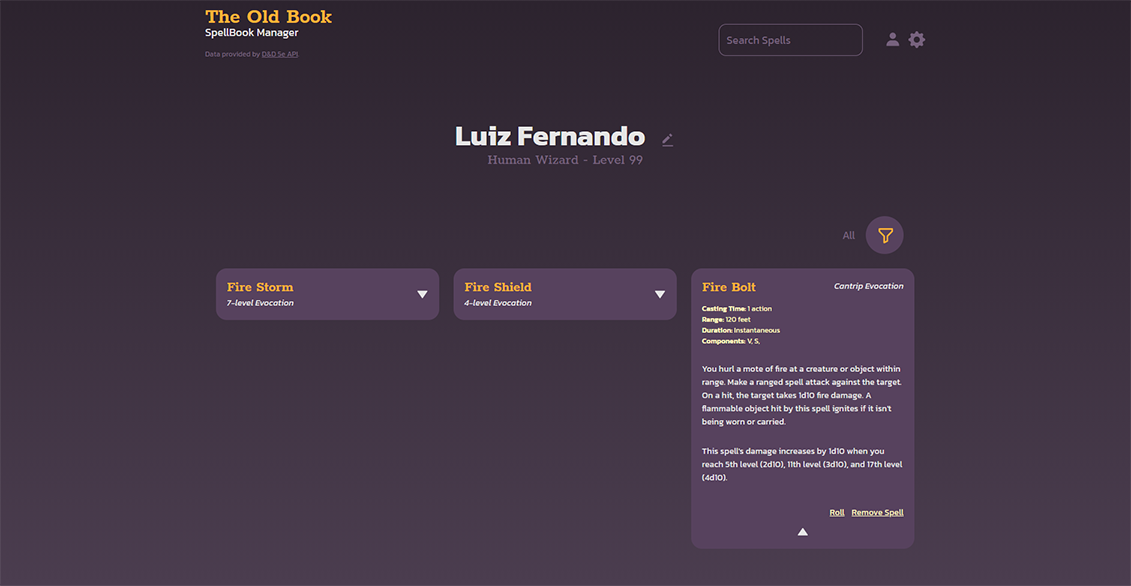 The Old Book
SpellBook Manager
Data provided by D&D 5e API
Search Spells
Luiz Fernando
Human Wizard - Level 99
All
Fire Storm
7-level Evocation
Fire Shield
4-level Evocation
Fire Bolt
Cantrip Evocation
Casting Time: 1 action
Range: 120 feet
Duration: Instantaneous
Components: V, S,
You hurl a mote of fire at a creature or object within
range. Make a ranged spell attack against the target.
On a hit, the target takes 1d10 fire damage. A
flammable object hit by this spell ignites if it isn't
being worn or carried.
This spell's damage increases by 1d10 when you
reach 5th level (2d10), 11th level (3d10), and 17th level
(4d10).
Roll Remove Spell